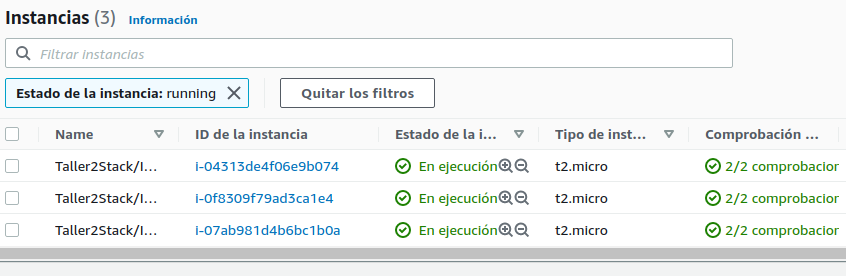 Instancias (3) Información
Filtrar instancias
Estado de la instancia: running Quitar los filtros
Name ID de la instancia Estado de la i... Tipo de inst... Comprobación ...
Taller2Stack/I... i-04313de4f06e9b074 En ejecución t2.micro 2/2 comprobacior
Taller2Stack/I... i-0f8309f79ad3ca1e4 En ejecución t2.micro 2/2 comprobacior
Taller2Stack/I... i-07ab981d4b6bc1b0a En ejecución t2.micro 2/2 comprobacior